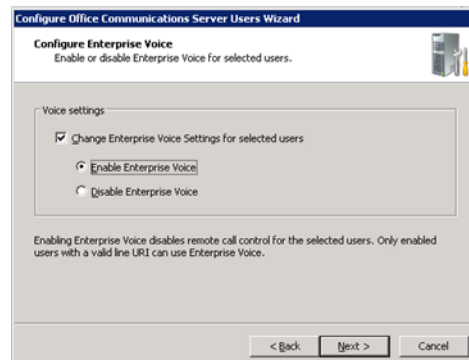 Configure Office Communications Server Users Wizard
Configure Enterprise Voice
Enable or disable Enterprise Voice for selected users.
Voice settings
Change Enterprise Voice Settings for selected users
Enable Enterprise Voice
Disable Enterprise Voice
Enabling Enterprise Voice disables remote call control for the selected users. Only enabled
users with a valid line URI can use Enterprise Voice.
< Back
Next >
Cancel